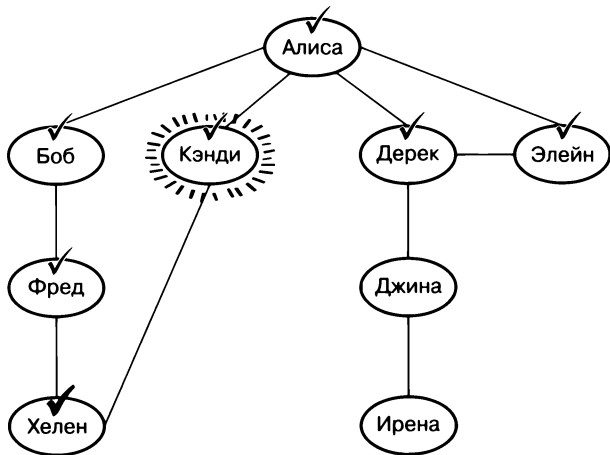 Алиса
Боб
Кэнди
Дерек
Элейн
Фред
Джина
Хелен
Ирена